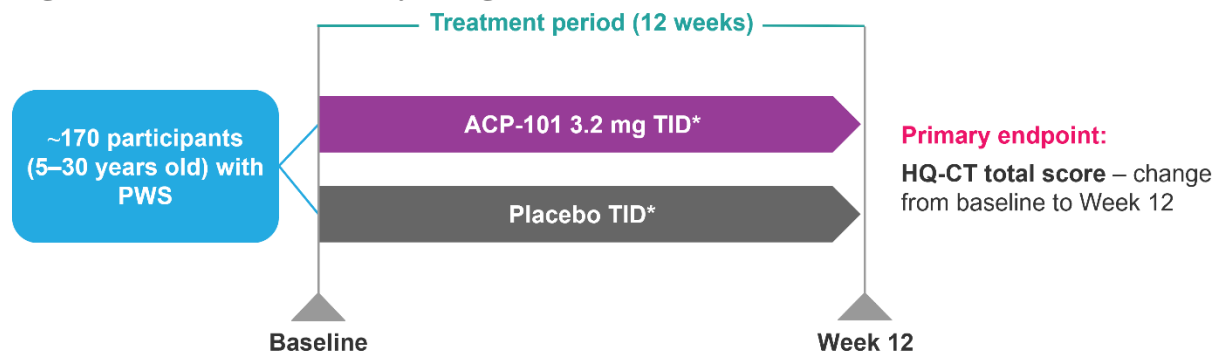 Treatment period (12 weeks)
~170 participants
(5–30 years old) with
PWS
ACP-101 3.2 mg TID*
Placebo TID*
Primary endpoint:
HQ-CT total score – change
from baseline to Week 12
Baseline
Week 12